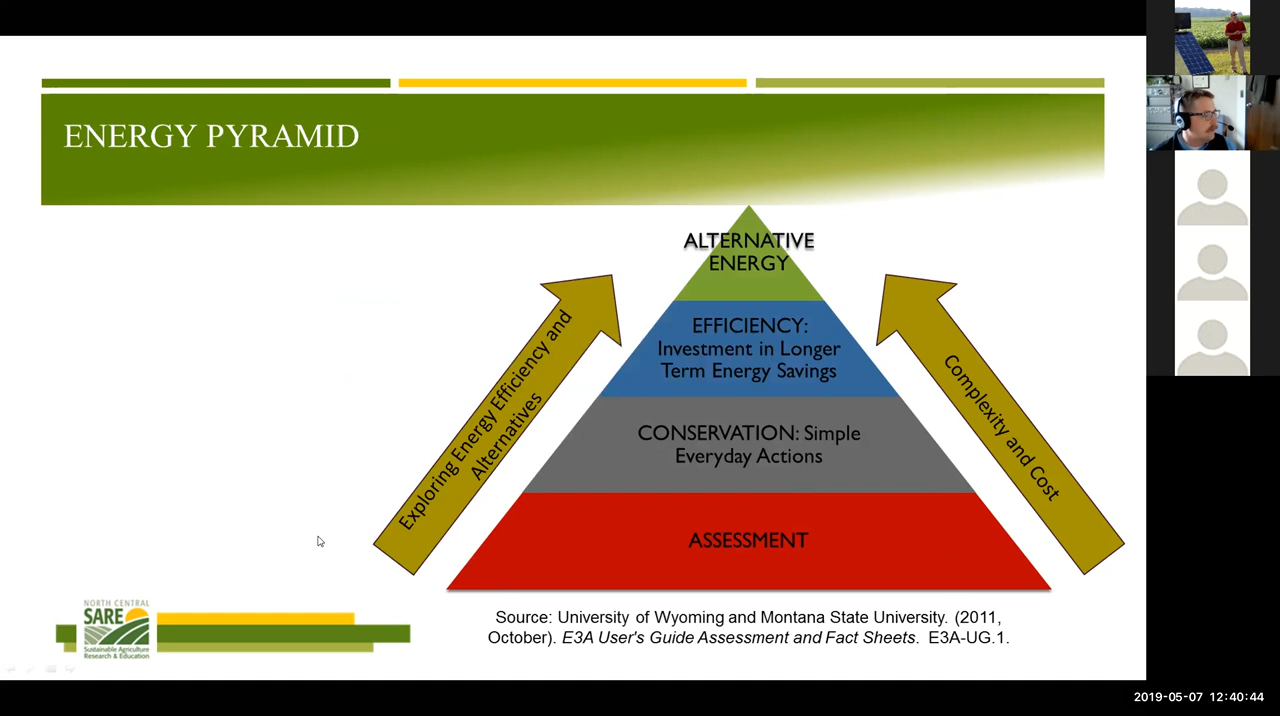 ENERGY PYRAMID
ALTERNATIVE
ENERGY
EFFICIENCY:
Investment in Longer
Term Energy Savings
CONSERVATION: Simple
Everyday Actions
ASSESSMENT
Exploring Energy Efficiency and
Alternatives
Complexity and Cost
Source: University of Wyoming and Montana State University. (2011,
October). E3A User's Guide Assessment and Fact Sheets. E3A-UG.1.
NORTH CENTRAL
SARE
Sustainable Agriculture
Research & Education
2019-05-07 12:40:44